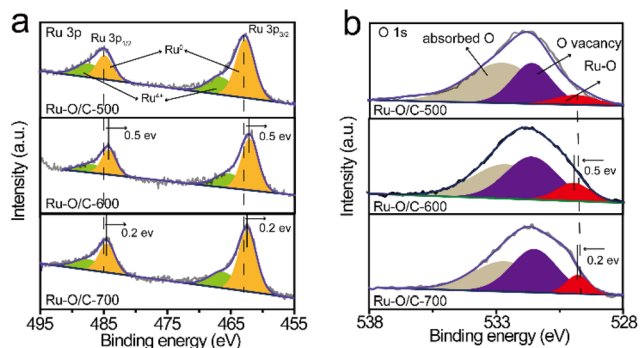 a
Ru 3p
Ru 3p1/2
Ru 3p3/2
Ru0
Ru4+
Ru-O/C-500
0.5 ev
0.5 ev
Ru-O/C-600
0.2 ev
0.2 ev
Ru-O/C-700
Intensity (a.u.)
495
485
475
465
455
Binding energy (eV)
b
O 1s
absorbed O
O vacancy
Ru-O
Ru-O/C-500
0.5 ev
Ru-O/C-600
0.2 ev
Ru-O/C-700
Intensity (a.u.)
538
533
528
Binding energy (eV)